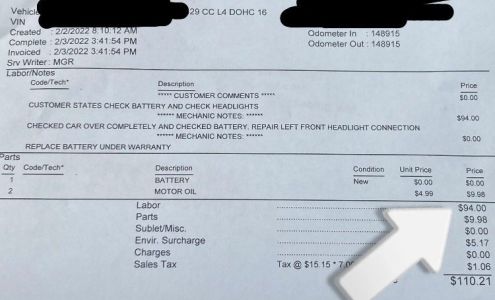 Vehicle 29 CC L4 DOHC 16
VIN Odometer In : 148915
Created : 2/2/2022 8:10:12 AM Odometer Out : 148915
Complete : 2/3/2022 3:41:54 PM
Invoiced : 2/3/2022 3:41:54 PM
Srv Writer : MGR
Labor/Notes
Code/Tech* Description Price
***** CUSTOMER COMMENTS ***** $0.00
CUSTOMER STATES CHECK BATTERY AND CHECK HEADLIGHTS
****** MECHANIC NOTES: ****** $94.00
CHECKED CAR OVER COMPLETELY AND CHECKED BATTERY. REPAIR LEFT FRONT HEADLIGHT CONNECTION
****** MECHANIC NOTES: ****** $0.00
REPLACE BATTERY UNDER WARRANTY
Parts
Qty Code/Tech* Description Condition Unit Price Price
1 BATTERY New $0.00 $0.00
2 MOTOR OIL $4.99 $9.98
Labor $94.00
Parts $9.98
Sublet/Misc. $0.00
Envir. Surcharge $5.17
Charges $0.00
Sales Tax Tax @ $15.15 * 7.0 $1.06
$110.21